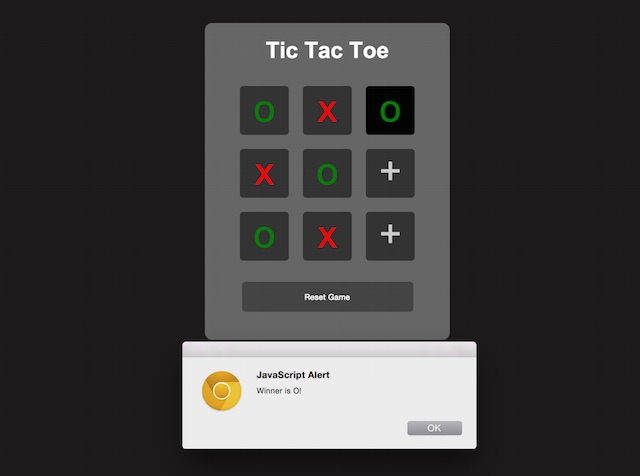 Tic Tac Toe
O X O
X O +
O X +
Reset Game
JavaScript Alert
Winner is O!
OK